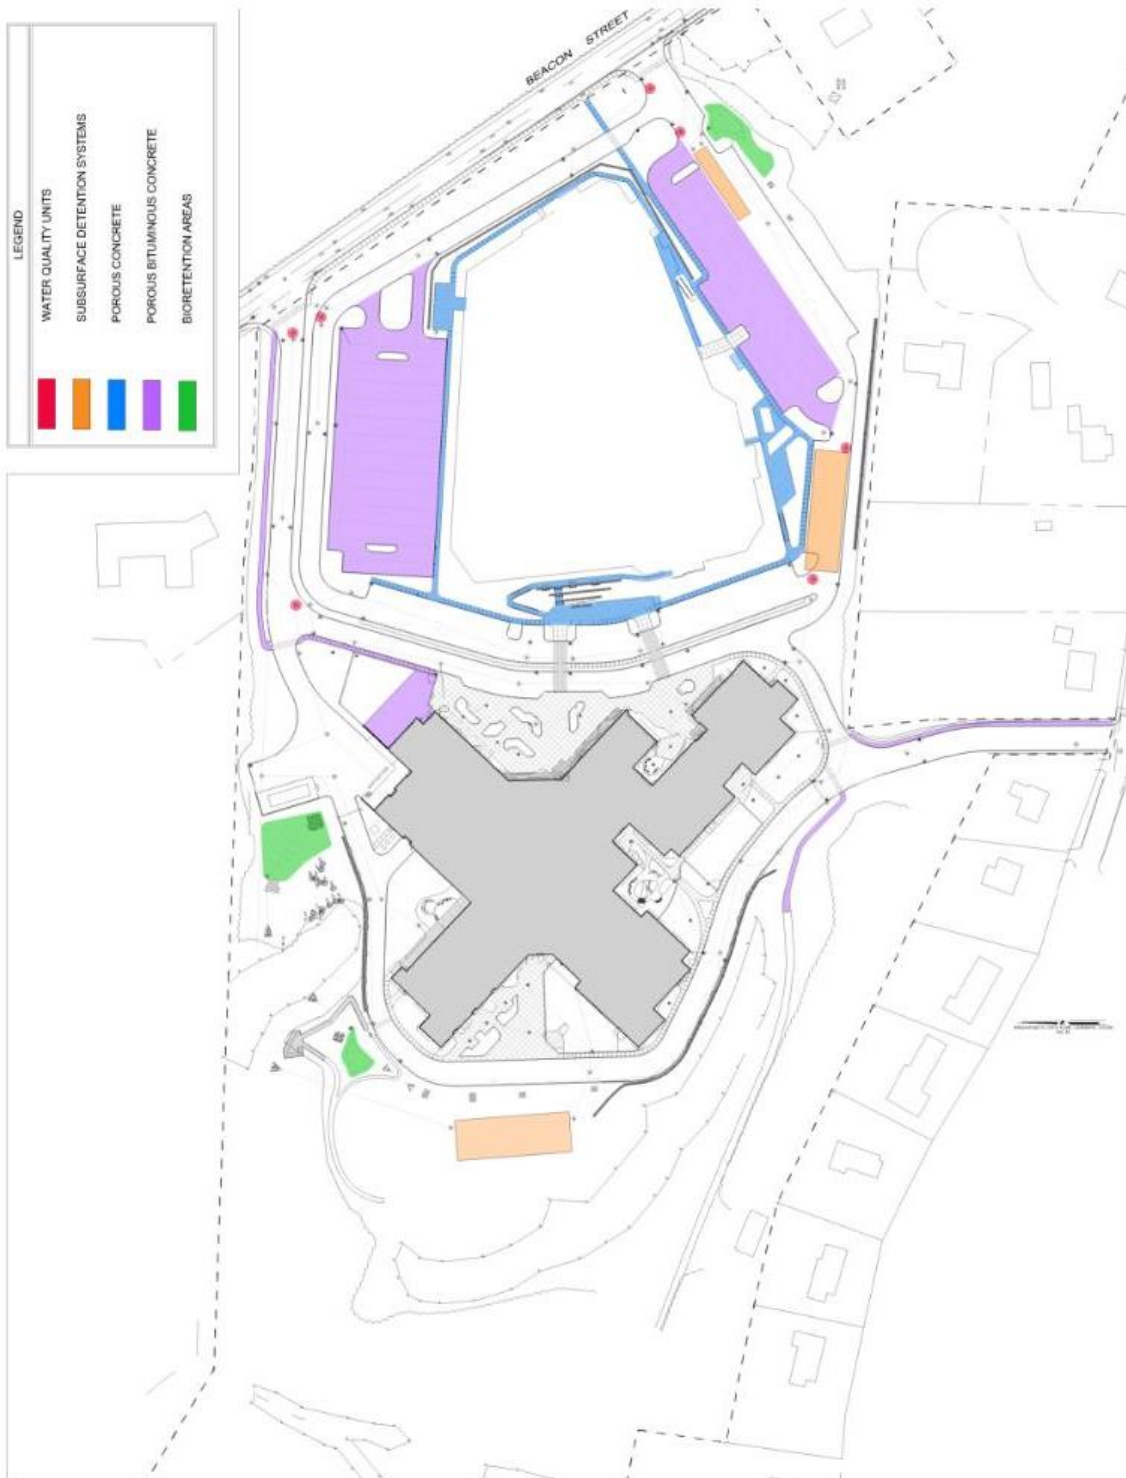 LEGEND
WATER QUALITY UNITS
SUBSURFACE DETENTION SYSTEMS
POROUS CONCRETE
POROUS BITUMINOUS CONCRETE
BIORETENTION AREAS
BEACON STREET